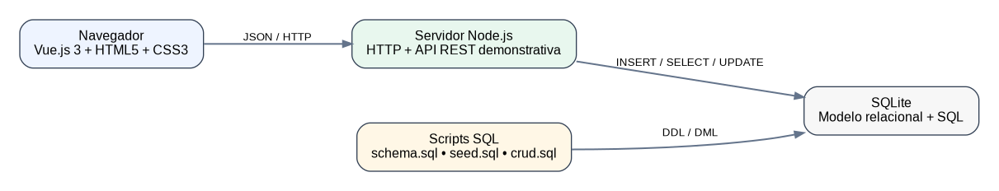 Navegador
Vue.js 3 + HTML5 + CSS3
JSON / HTTP
Servidor Node.js
HTTP + API REST demonstrativa
INSERT / SELECT / UPDATE
SQLite
Modelo relacional + SQL
Scripts SQL
schema.sql • seed.sql • crud.sql
DDL / DML